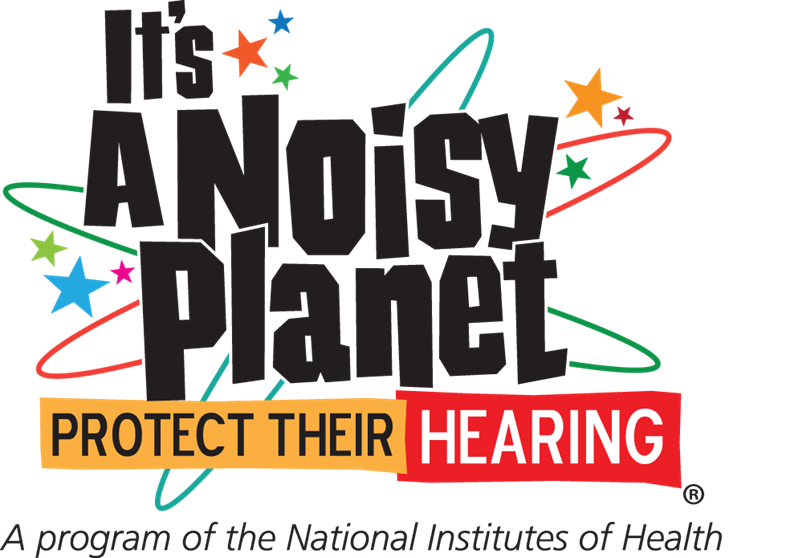 It's
A Noisy
Planet
PROTECT THEIR HEARING
®
A program of the National Institutes of Health